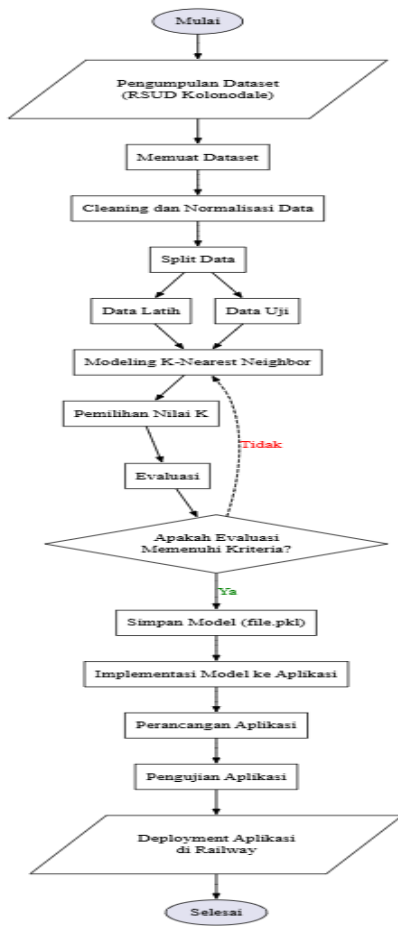 Mulai
Pengumpulan Dataset
(RSUD Kolonodale)
Memuat Dataset
Cleaning dan Normalisasi Data
Split Data
Data Latih
Data Uji
Modeling K-Nearest Neighbor
Pemilihan Nilai K
Tidak
Evaluasi
Apakah Evaluasi
Memenuhi Kriteria?
Ya
Simpan Model (file.pkl)
Implementasi Model ke Aplikasi
Perancangan Aplikasi
Pengujian Aplikasi
Deployment Aplikasi
di Railway
Selesai